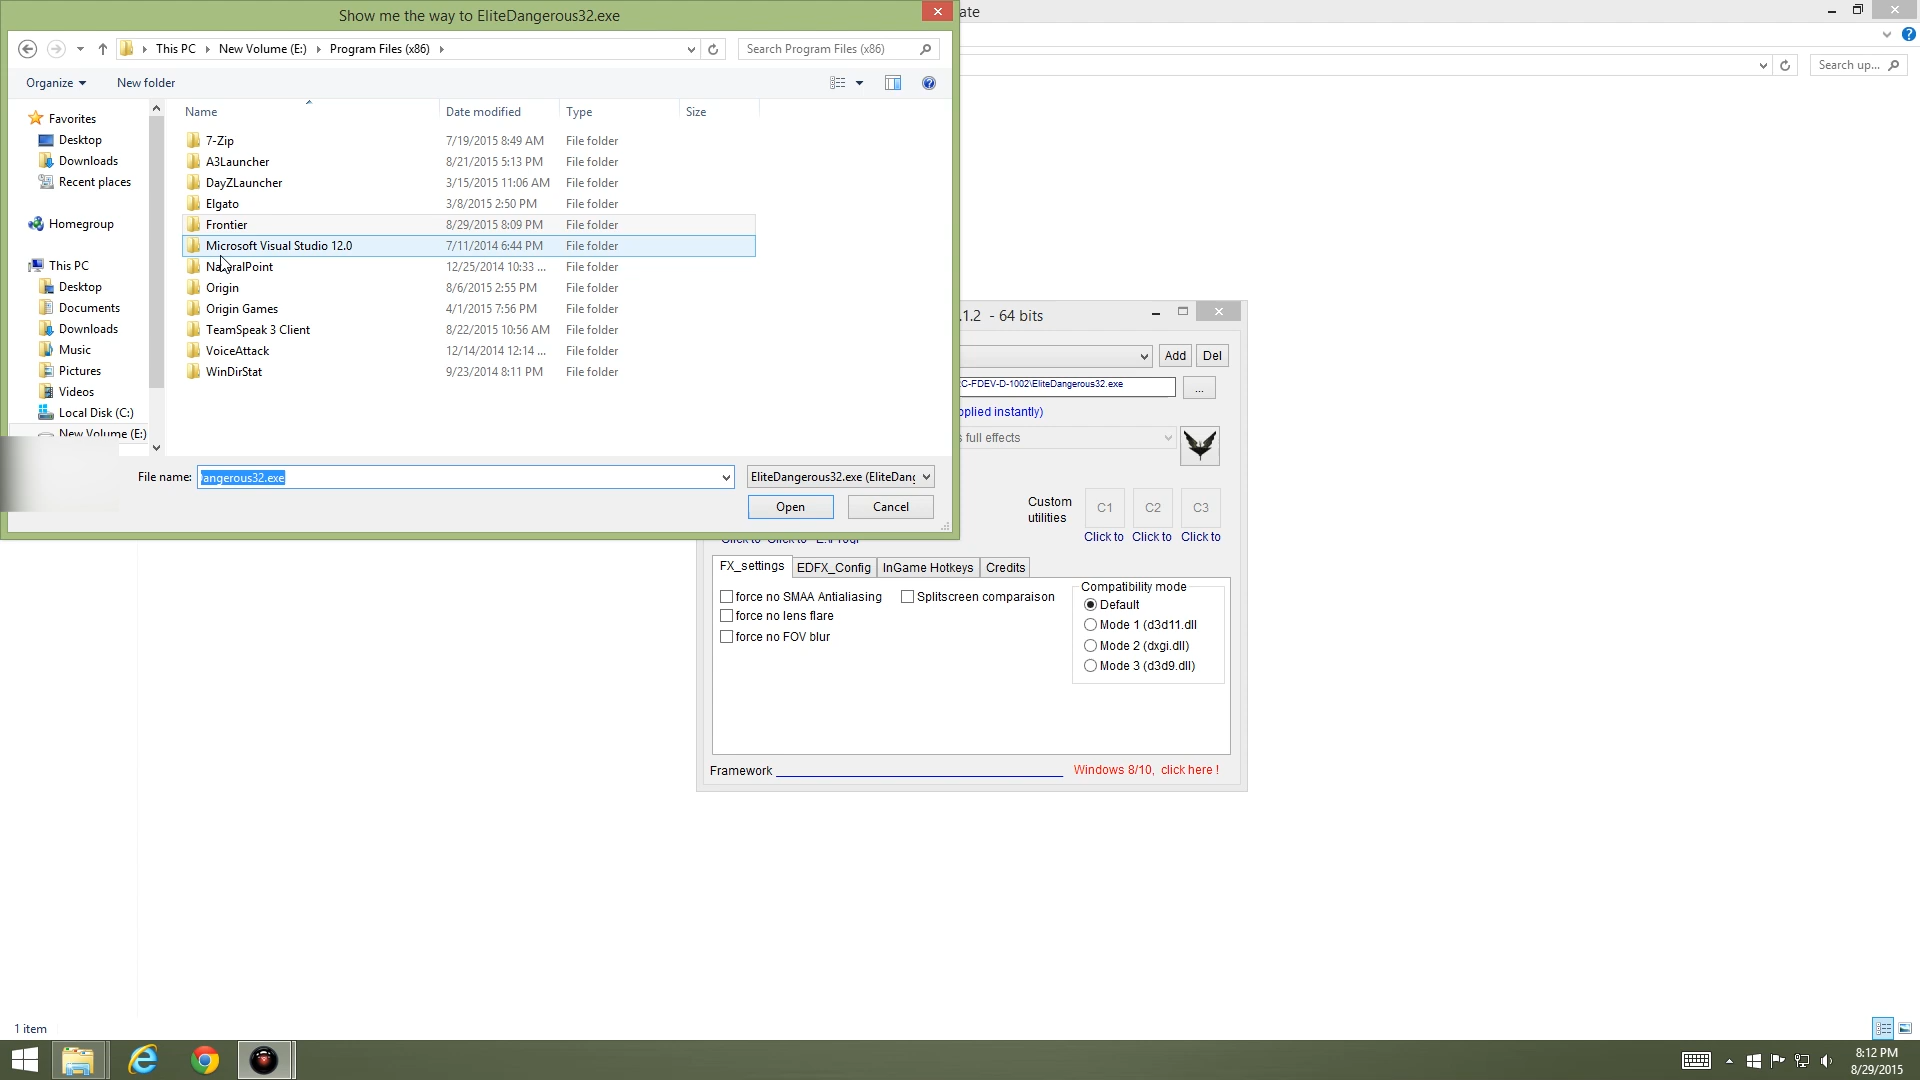 Show me the way to EliteDangerous32.exe
ate
This PC
New Volume (E:)
Program Files (x86)
Search Program Files (x86)
Search up...
Organize
New folder
Name
Date modified
Type
Size
Favorites
Desktop
Downloads
Recent places
Homegroup
This PC
Desktop
Documents
Downloads
Music
Pictures
Videos
Local Disk (C:)
New Volume (E:)
7-Zip 7/19/2015 8:49 AM File folder
A3Launcher 8/21/2015 5:13 PM File folder
DayZLauncher 3/15/2015 11:06 AM File folder
Elgato 3/8/2015 2:50 PM File folder
Frontier 8/29/2015 8:09 PM File folder
Microsoft Visual Studio 12.0 7/11/2014 6:44 PM File folder
NaturalPoint 12/25/2014 10:33 ... File folder
Origin 8/6/2015 2:55 PM File folder
Origin Games 4/1/2015 7:56 PM File folder
TeamSpeak 3 Client 8/22/2015 10:56 AM File folder
VoiceAttack 12/14/2014 12:14 ... File folder
WinDirStat 9/23/2014 8:11 PM File folder
File name:
angerous32.exe
EliteDangerous32.exe (EliteDang
Open
Cancel
.1.2 - 64 bits
Add
Del
C-FDEV-D-1002\EliteDangerous32.exe
...
pplied instantly)
s full effects
Custom
utilities
C1
C2
C3
Click to
Click to
Click to
Click to Click to E:\Progr
FX_settings
EDFX_Config
InGame Hotkeys
Credits
force no SMAA Antialiasing
Splitscreen comparaison
force no lens flare
force no FOV blur
Compatibility mode
Default
Mode 1 (d3d11.dll
Mode 2 (dxgi.dll)
Mode 3 (d3d9.dll)
Framework
Windows 8/10, click here !
1 item
8:12 PM
8/29/2015